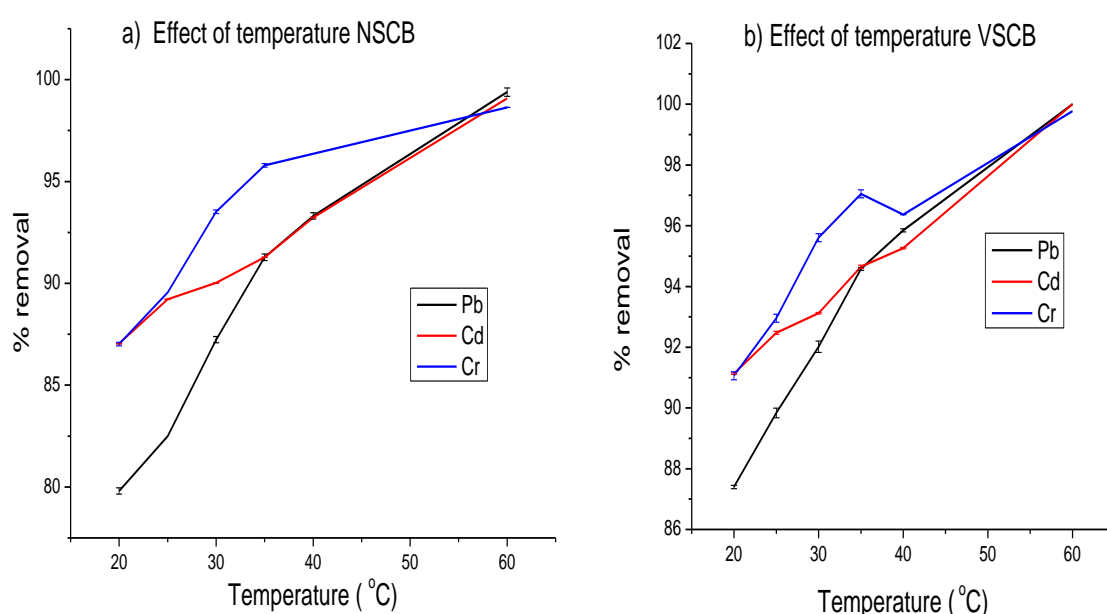 a) Effect of temperature NSCB
100
95
90
85
80
% removal
Pb
Cd
Cr
20 30 40 50 60
Temperature ( °C)
b) Effect of temperature VSCB
102
100
98
96
94
92
90
88
86
% removal
Pb
Cd
Cr
20 30 40 50 60
Temperature ( °C)